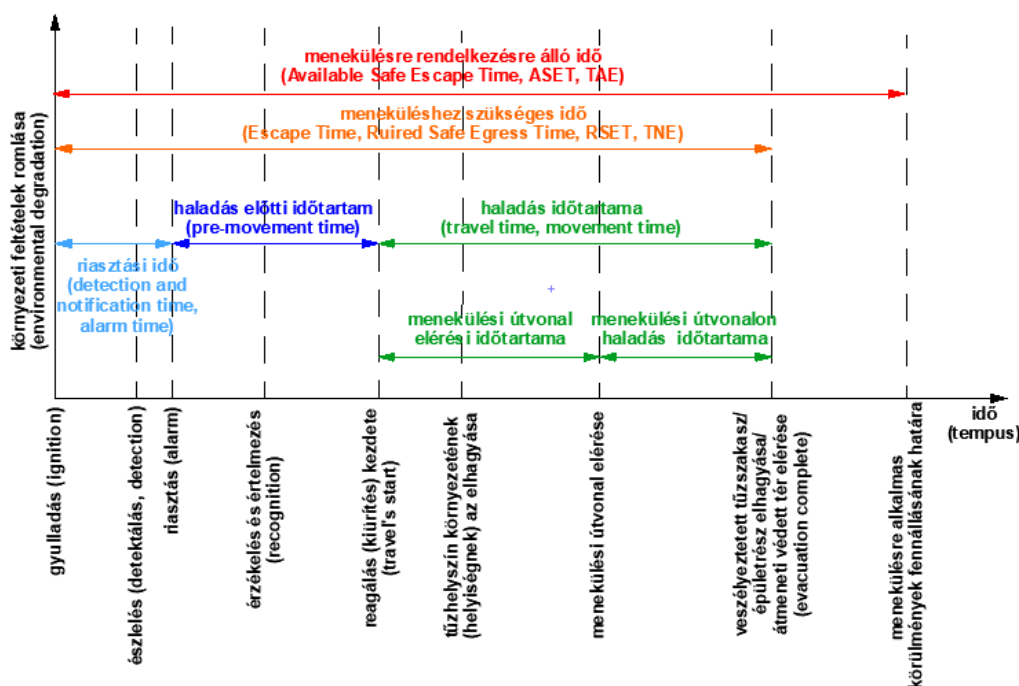 menekülésre rendelkezésre álló idő
(Available Safe Escape Time, ASET, TAE)
meneküléshez szükséges idő
(Escape Time, Ruired Safe Egress Time, RSET, TNE)
környezeti feltételek romlása
(environmental degradation)
haladás előtti időtartam
(pre-movement time)
haladás időtartama
(travel time, movement time)
riasztási idő
(detection and
notification time,
alarm time)
menekülési útvonal
elérési időtartama
menekülési útvonalon
haladás időtartama
idő
(tempus)
gyulladás (ignition)
észlelés (detektálás, detection)
riasztás (alarm)
érzékelés és értelmezés
(recognition)
reagálás (kiürítés) kezdete
(travel's start)
tűzhelyszín környezetének
(helyiségnek) az elhagyása
menekülési útvonal elérése
veszélyeztetett tűzszakasz/
épületrész elhagyása/
átmeneti védett tér elérése
(evacuation complete)
menekülésre alkalmas
körülmények fennállásának határa